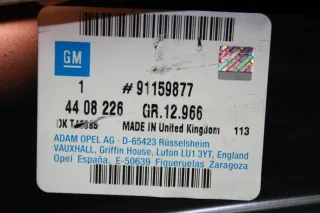 GM
1 # 91159877
44 08 226 GR.12.966
MADE IN United Kingdom 113
ADAM OPEL AG · D-65423 Rüsselsheim
VAUXHALL, Griffin House, Luton LU1 3YT, England
Opel España, E-50639 Figueruelas Zaragoza